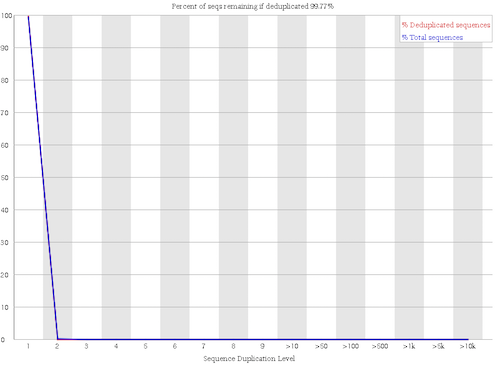 Percent of seqs remaining if deduplicated 99.77%
% Deduplicated sequences
% Total sequences
100
90
80
70
60
50
40
30
20
10
0
1 2 3 4 5 6 7 8 9 >10 >50 >100 >500 >1k >5k >10k
Sequence Duplication Level